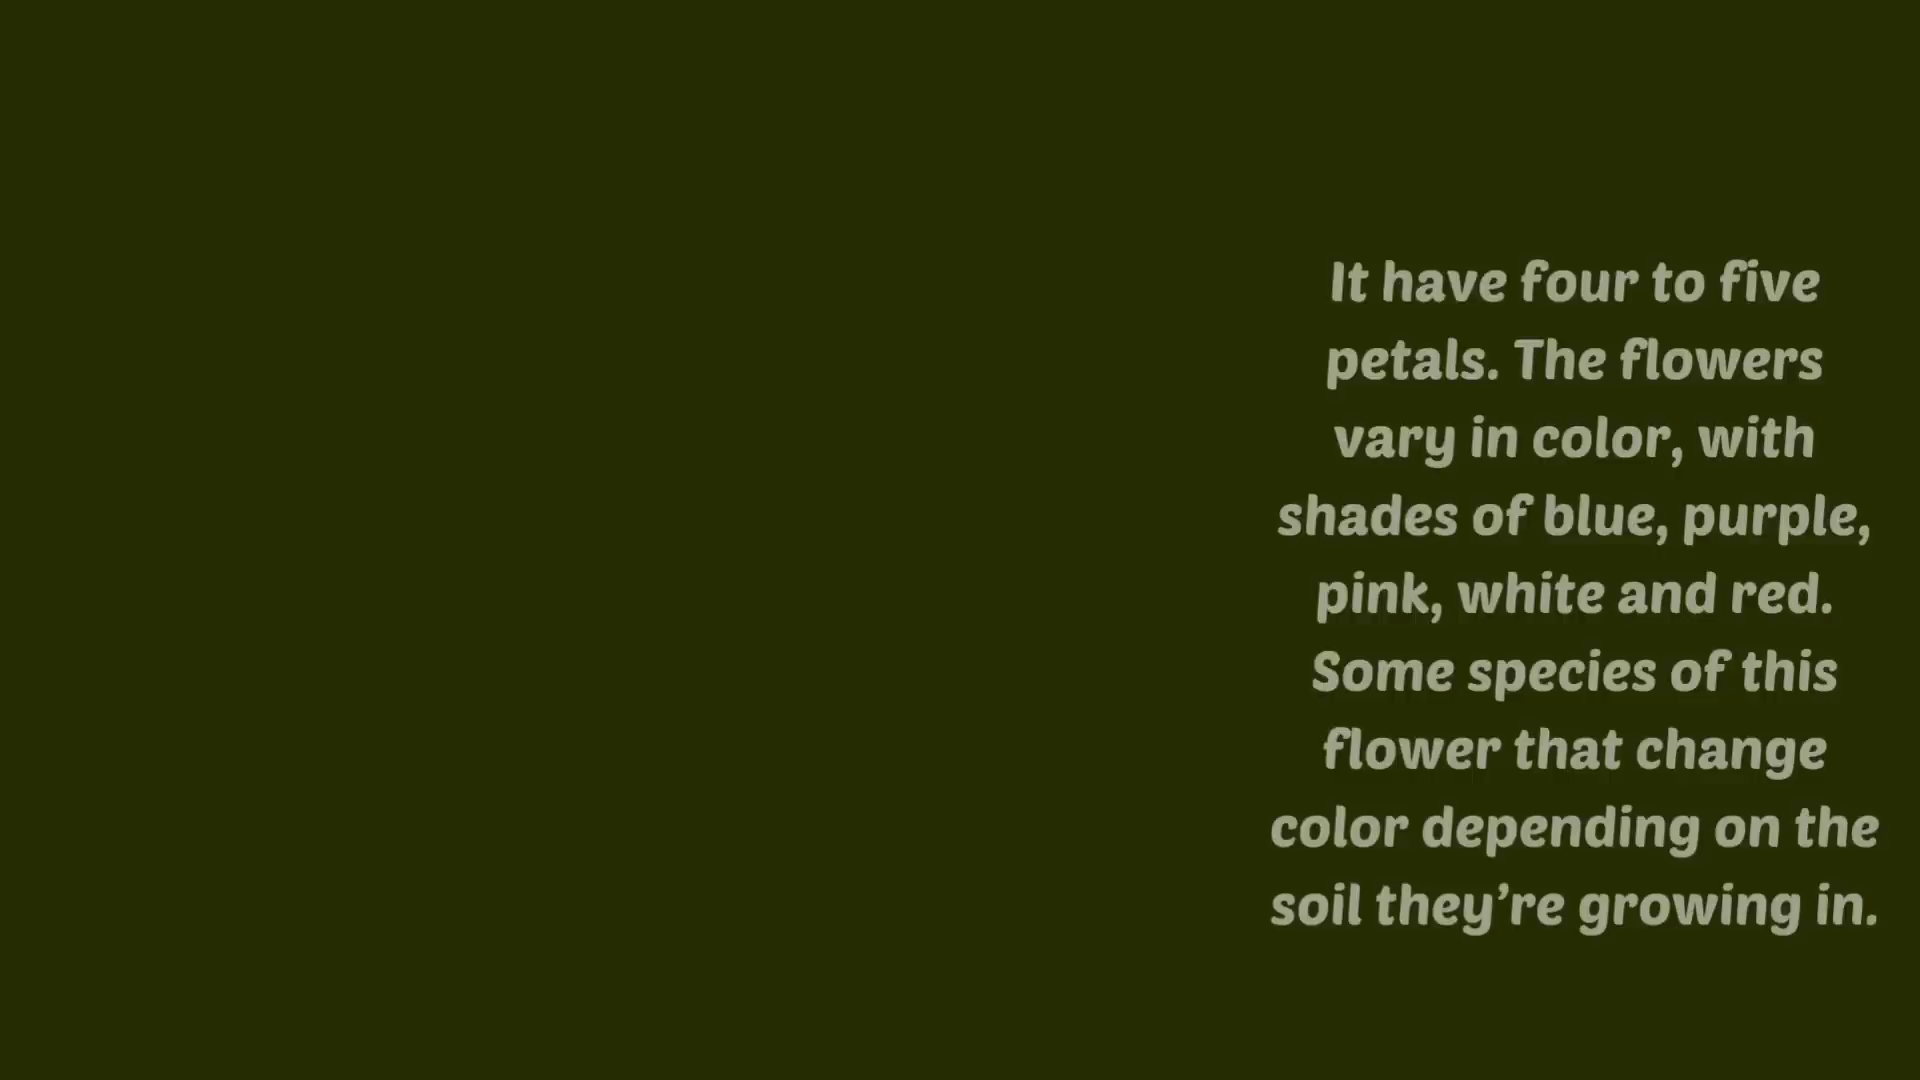 It have four to five
petals. The flowers
vary in color, with
shades of blue, purple,
pink, white and red.
Some species of this
flower that change
color depending on the
soil they’re growing in.